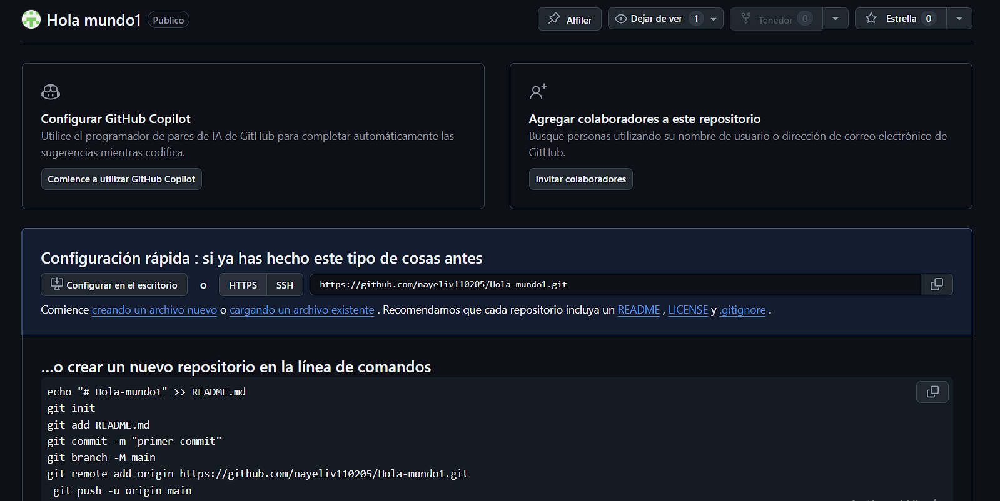 Hola mundo1 Público Alfiler Dejar de ver 1 Tenedor 0 Estrella 0
Configurar GitHub Copilot
Utilice el programador de pares de IA de GitHub para completar automáticamente las
sugerencias mientras codifica.
Comience a utilizar GitHub Copilot
Agregar colaboradores a este repositorio
Busque personas utilizando su nombre de usuario o dirección de correo electrónico de
GitHub.
Invitar colaboradores
Configuración rápida : si ya has hecho este tipo de cosas antes
Configurar en el escritorio o HTTPS SSH https://github.com/nayeliv110205/Hola-mundo1.git
Comience creando un archivo nuevo o cargando un archivo existente . Recomendamos que cada repositorio incluya un README , LICENSE y .gitignore .
...o crear un nuevo repositorio en la línea de comandos
echo "# Hola-mundo1" >> README.md
git init
git add README.md
git commit -m "primer commit"
git branch -M main
git remote add origin https://github.com/nayeliv110205/Hola-mundo1.git
git push -u origin main